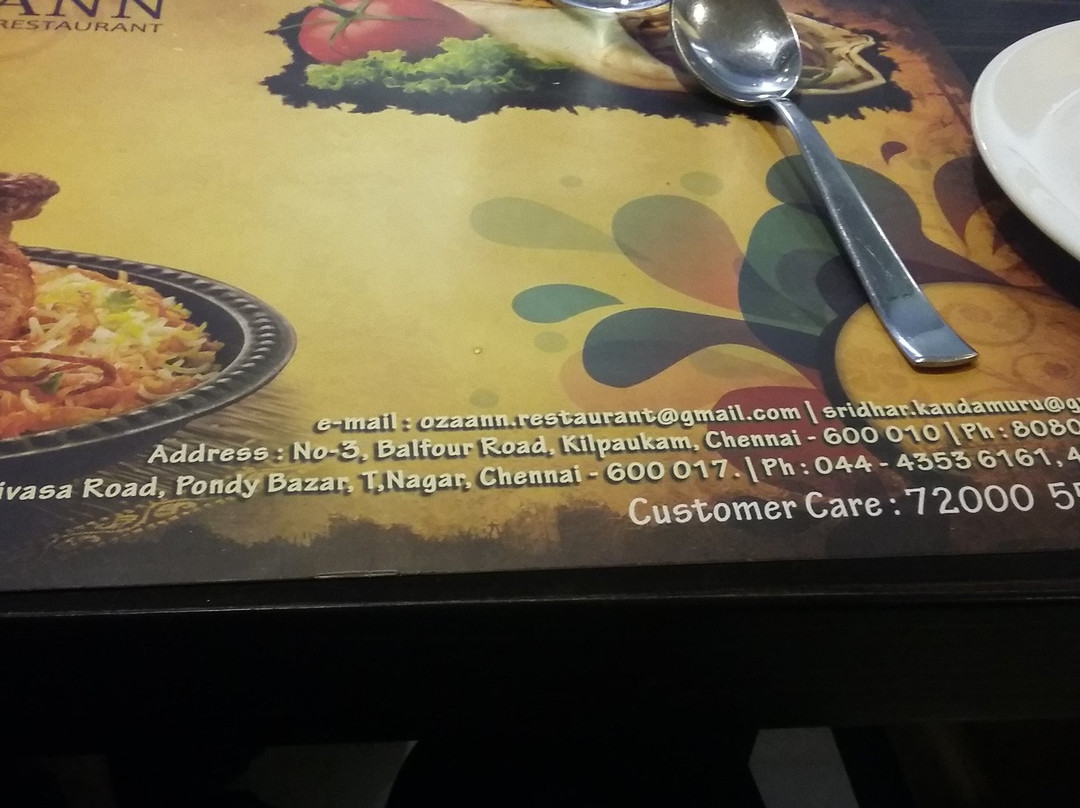 ANN
RESTAURANT
e-mail : ozaann.restaurant@gmail.com | sridhar.kandamuru@g
Address : No-3, Balfour Road, Kilpaukam, Chennai - 600 010 | Ph : 8080
ivasa Road, Pondy Bazar, T,Nagar, Chennai - 600 017. | Ph : 044 - 4353 6161, 4
Customer Care : 72000 5